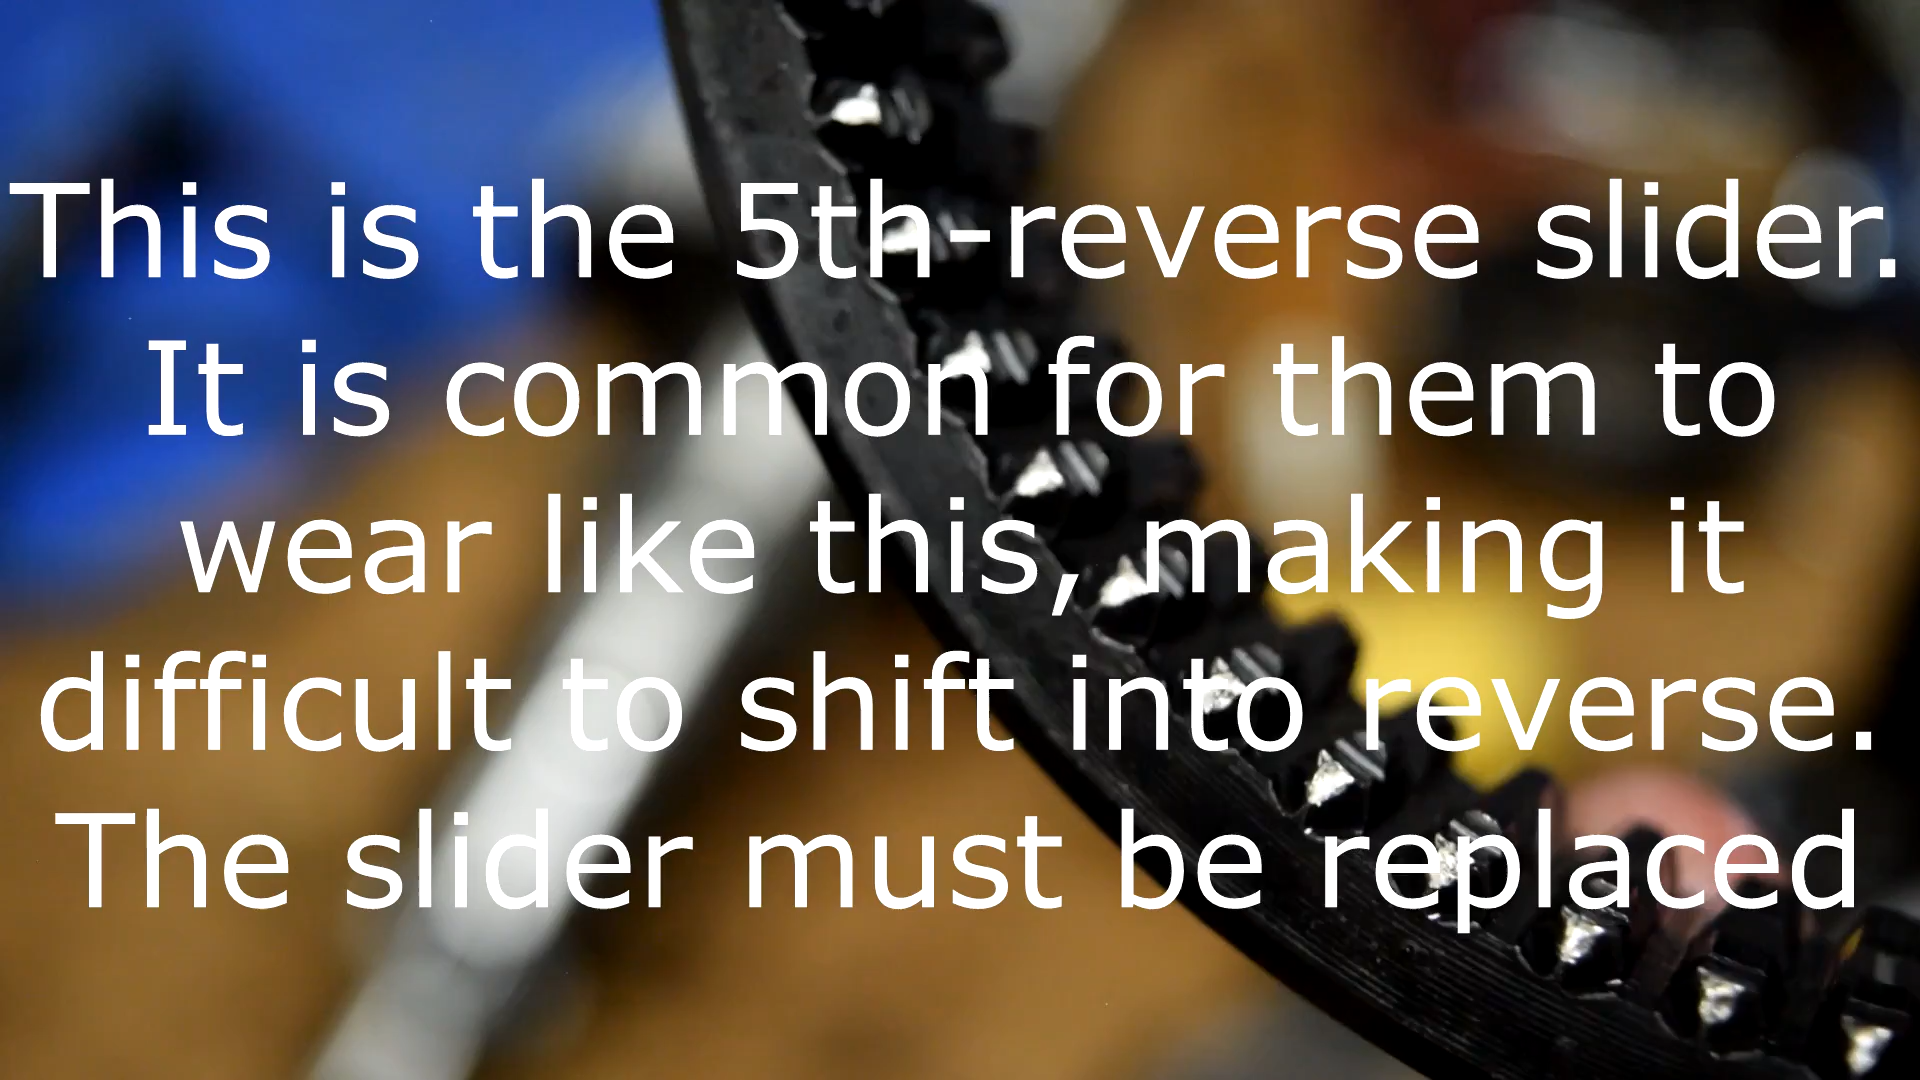 This is the 5th-reverse slider.
It is common for them to
wear like this, making it
difficult to shift into reverse.
The slider must be replaced